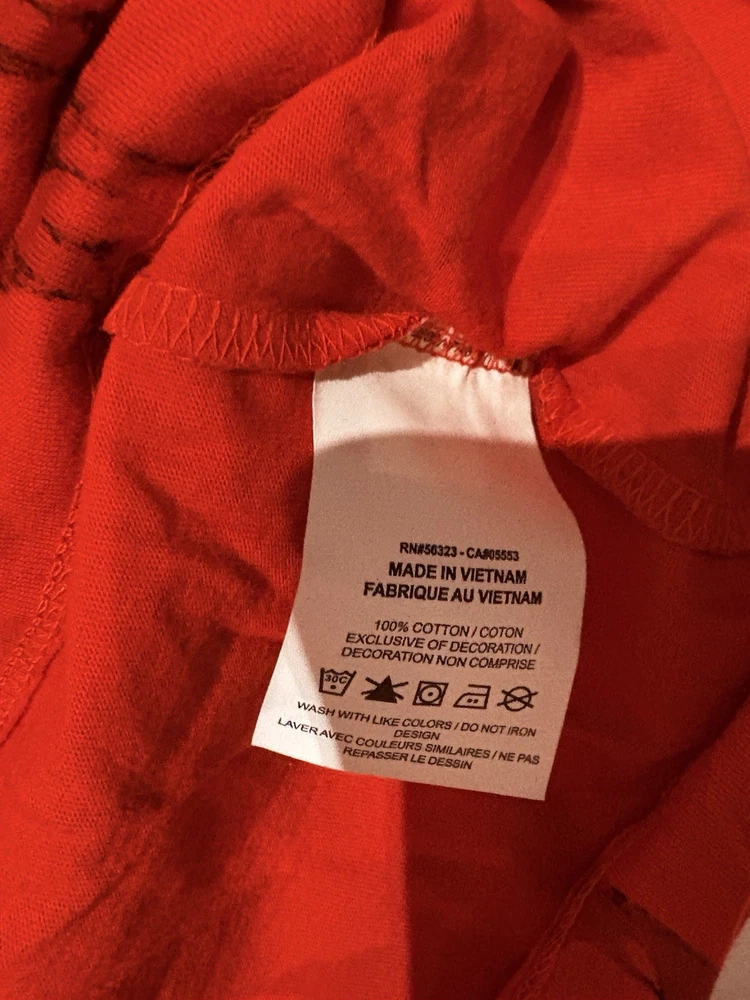 RN#56323 - CA#05553
MADE IN VIETNAM
FABRIQUE AU VIETNAM
100% COTTON / COTON
EXCLUSIVE OF DECORATION /
DECORATION NON COMPRISE
30C
WASH WITH LIKE COLORS / DO NOT IRON
DESIGN
LAVER AVEC COULEURS SIMILAIRES / NE PAS
REPASSER LE DESSIN